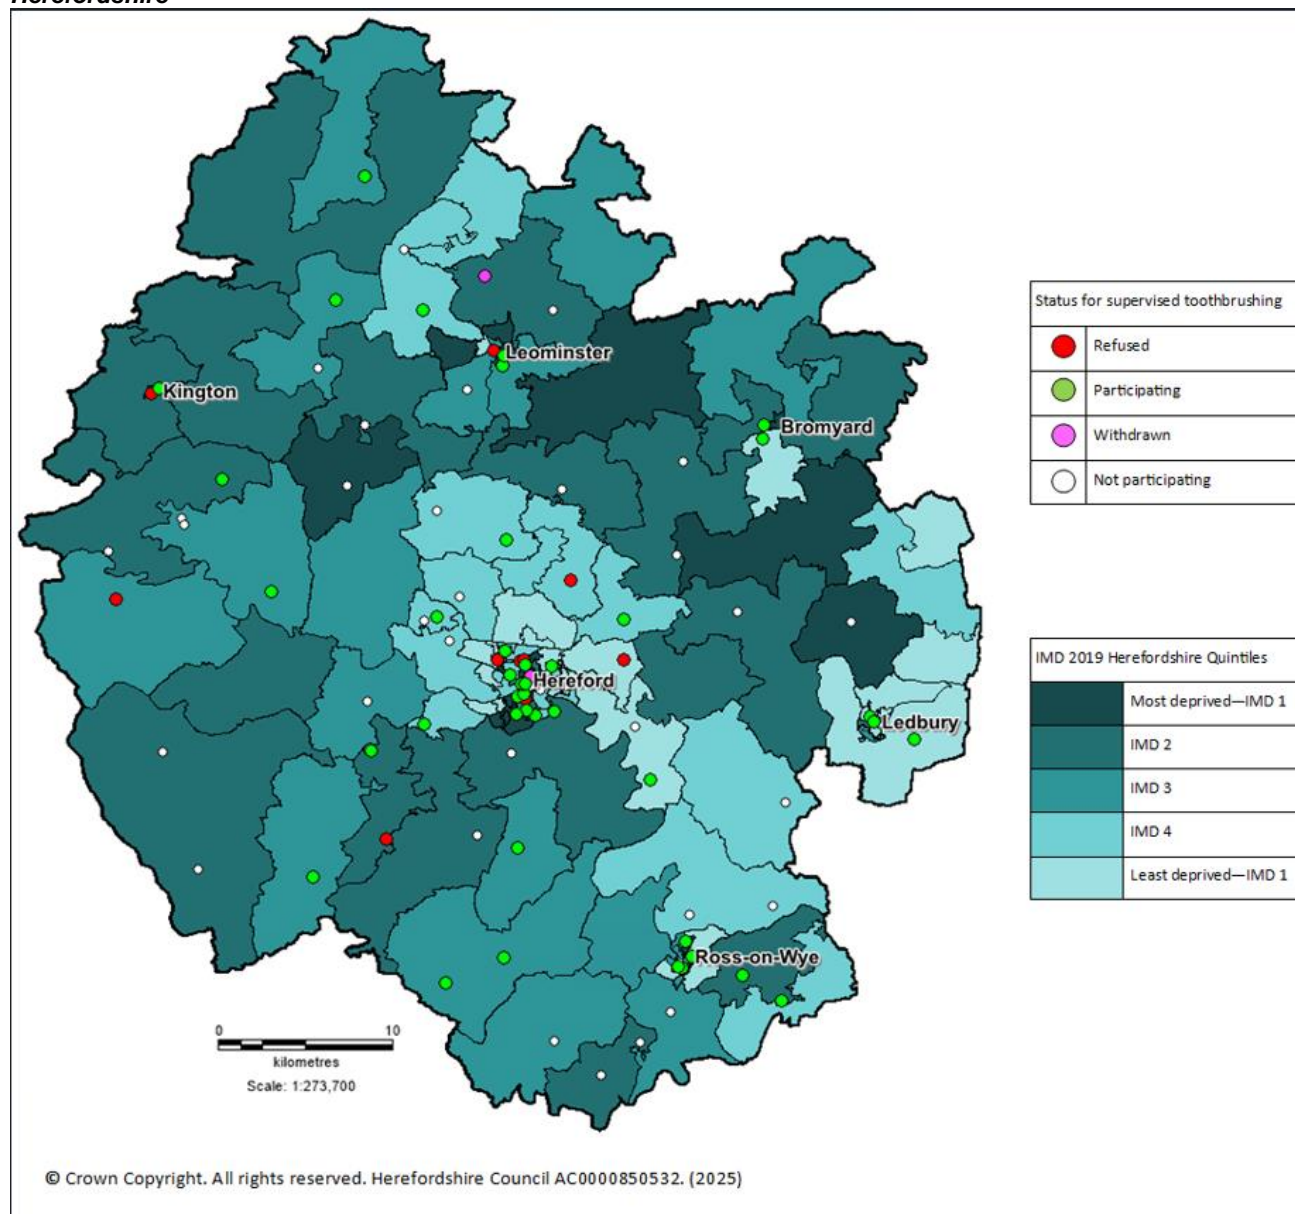 Herefordshire
Leominster
Kington
Bromyard
Hereford
Ledbury
Ross-on-Wye
0 10
kilometres
Scale: 1:273,700
Status for supervised toothbrushing
Refused
Participating
Withdrawn
Not participating
IMD 2019 Herefordshire Quintiles
Most deprived—IMD 1
IMD 2
IMD 3
IMD 4
Least deprived—IMD 1
© Crown Copyright. All rights reserved. Herefordshire Council AC0000850532. (2025)